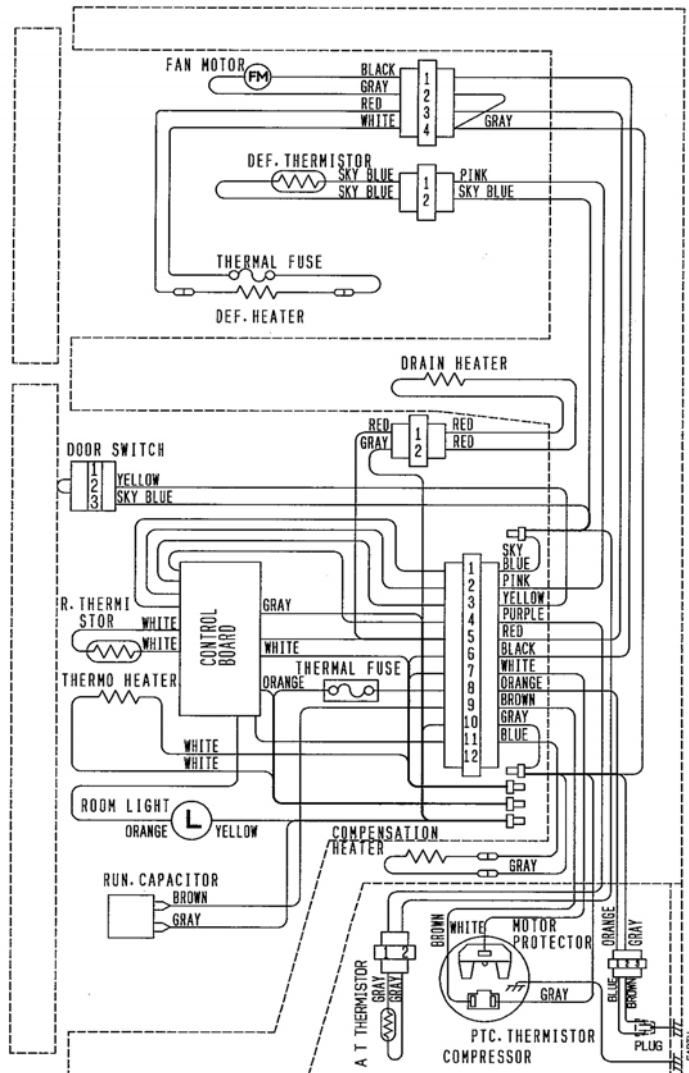 FAN MOTOR
FM
BLACK
GRAY
RED
WHITE
1
2
3
4
GRAY
DEF. THERMISTOR
SKY BLUE
SKY BLUE
1
2
PINK
SKY BLUE
THERMAL FUSE
DEF. HEATER
DRAIN HEATER
RED
GRAY
1
2
RED
RED
DOOR SWITCH
1
2
3
YELLOW
SKY BLUE
R. THERMI
STOR
WHITE
WHITE
CONTROL
BOARD
GRAY
WHITE
ORANGE
THERMAL FUSE
1
2
3
4
5
6
7
8
9
10
11
12
SKY
BLUE
PINK
YELLOW
PURPLE
RED
BLACK
WHITE
ORANGE
BROWN
GRAY
BLUE
THERMO HEATER
WHITE
WHITE
ROOM LIGHT
ORANGE
L
YELLOW
COMPENSATION
HEATER
GRAY
RUN. CAPACITOR
BROWN
GRAY
1 2
GRAY
GRAY
A T THERMISTOR
BROWN
WHITE
MOTOR
PROTECTOR
GRAY
PTC. THERMISTOR
COMPRESSOR
ORANGE
GRAY
1 2 3
BLUE
BROWN
PLUG
EARTH